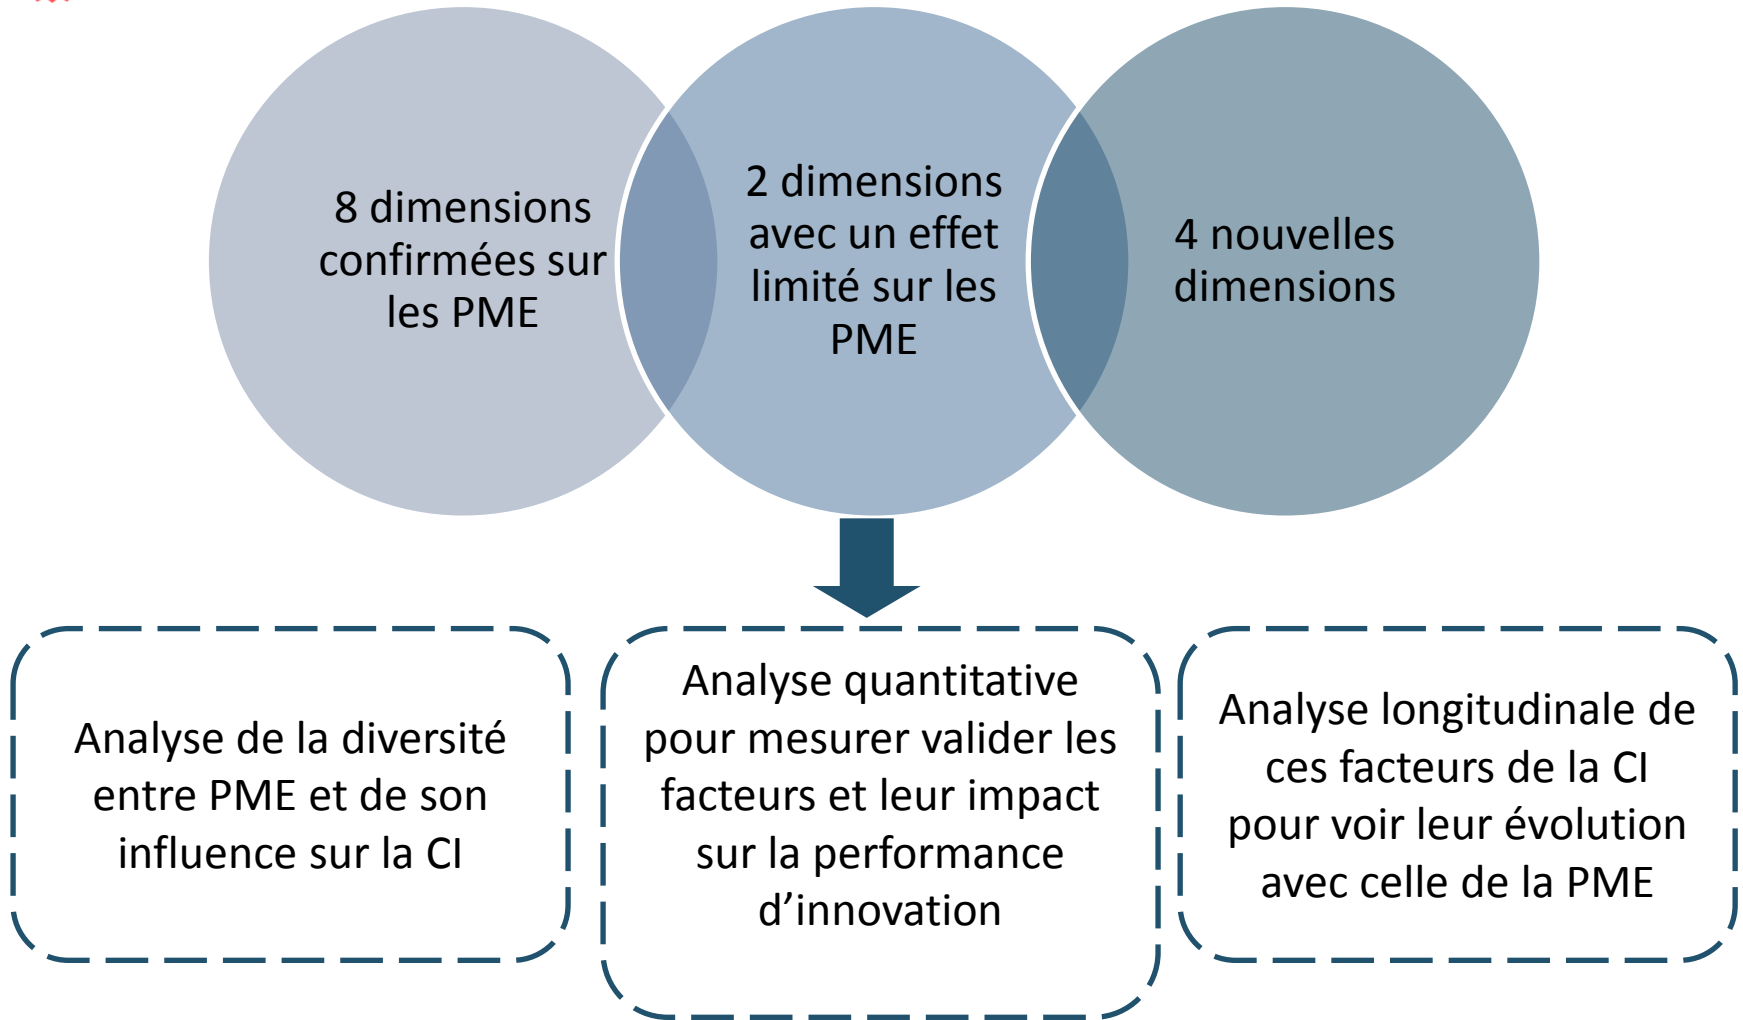 8 dimensions
confirmées sur
les PME
2 dimensions
avec un effet
limité sur les
PME
4 nouvelles
dimensions
Analyse de la diversité
entre PME et de son
influence sur la CI
Analyse quantitative
pour mesurer valider les
facteurs et leur impact
sur la performance
d’innovation
Analyse longitudinale de
ces facteurs de la CI
pour voir leur évolution
avec celle de la PME